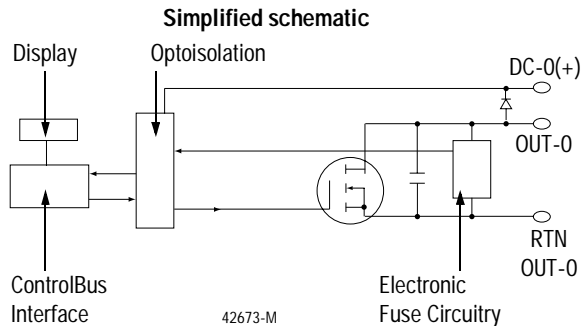 Simplified schematic
Display
Optoisolation
DC-0(+)
OUT-0
RTN
OUT-0
ControlBus
Interface
42673-M
Electronic
Fuse Circuitry